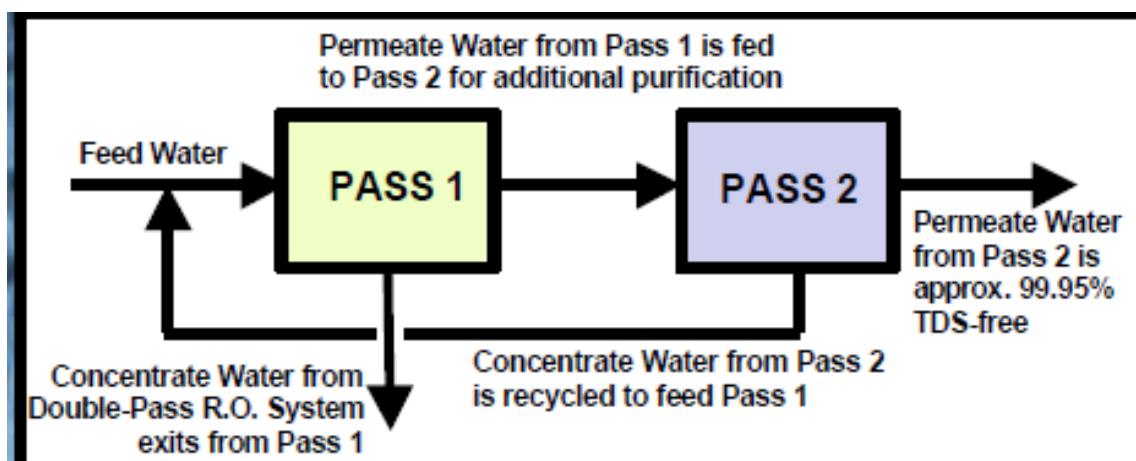 Permeate Water from Pass 1 is fed
to Pass 2 for additional purification
Feed Water
PASS 1
PASS 2
Permeate Water
from Pass 2 is
approx. 99.95%
TDS-free
Concentrate Water from Pass 2
is recycled to feed Pass 1
Concentrate Water from
Double-Pass R.O. System
exits from Pass 1